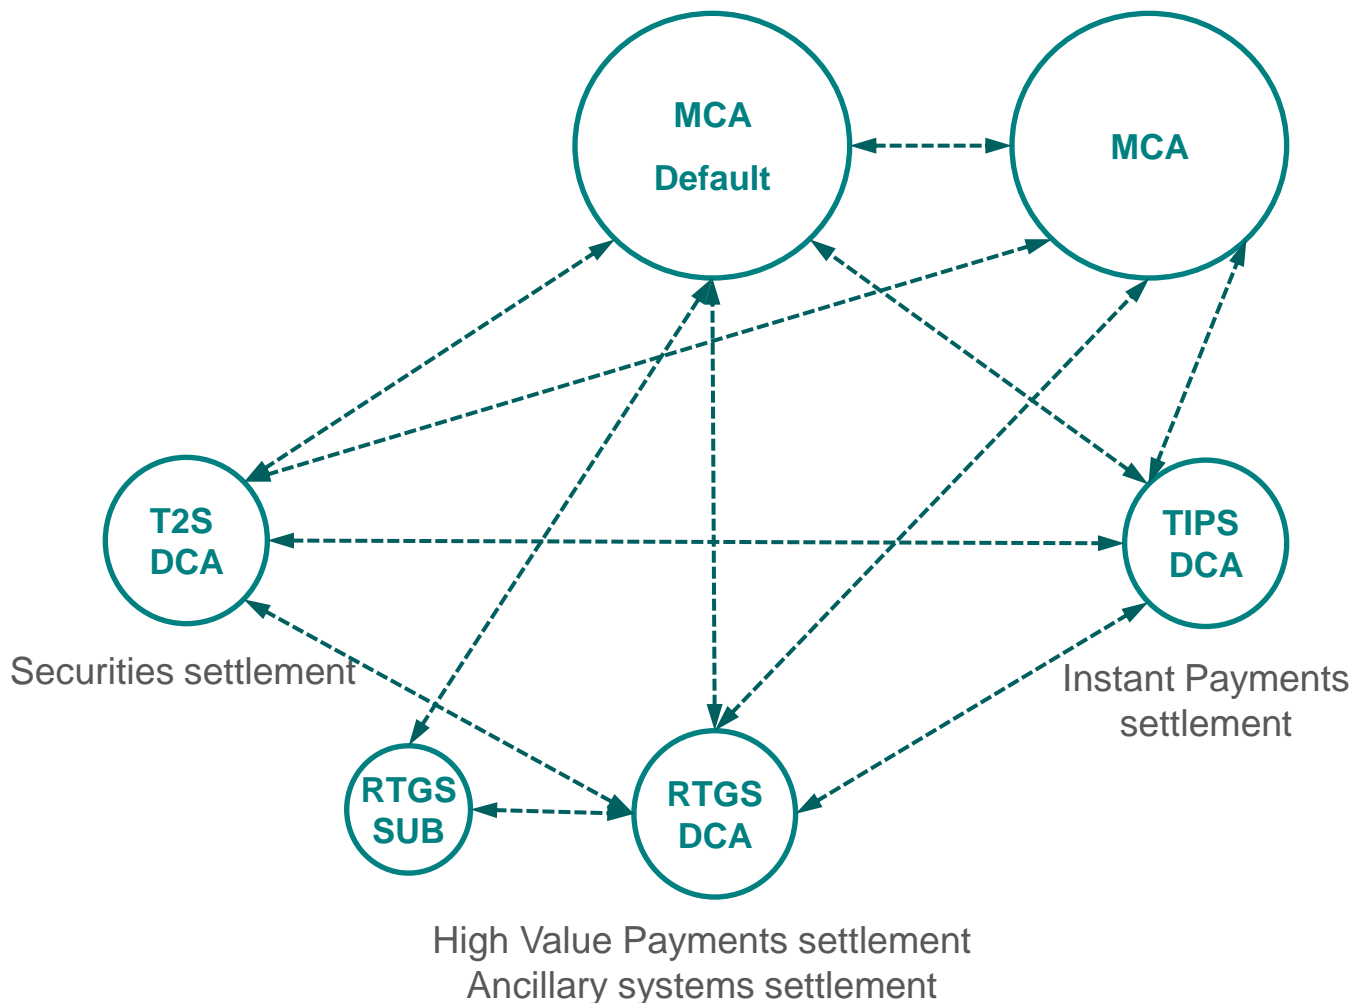 MCA
Default
MCA
T2S
DCA
TIPS
DCA
Securities settlement
Instant Payments
settlement
RTGS
SUB
RTGS
DCA
High Value Payments settlement
Ancillary systems settlement